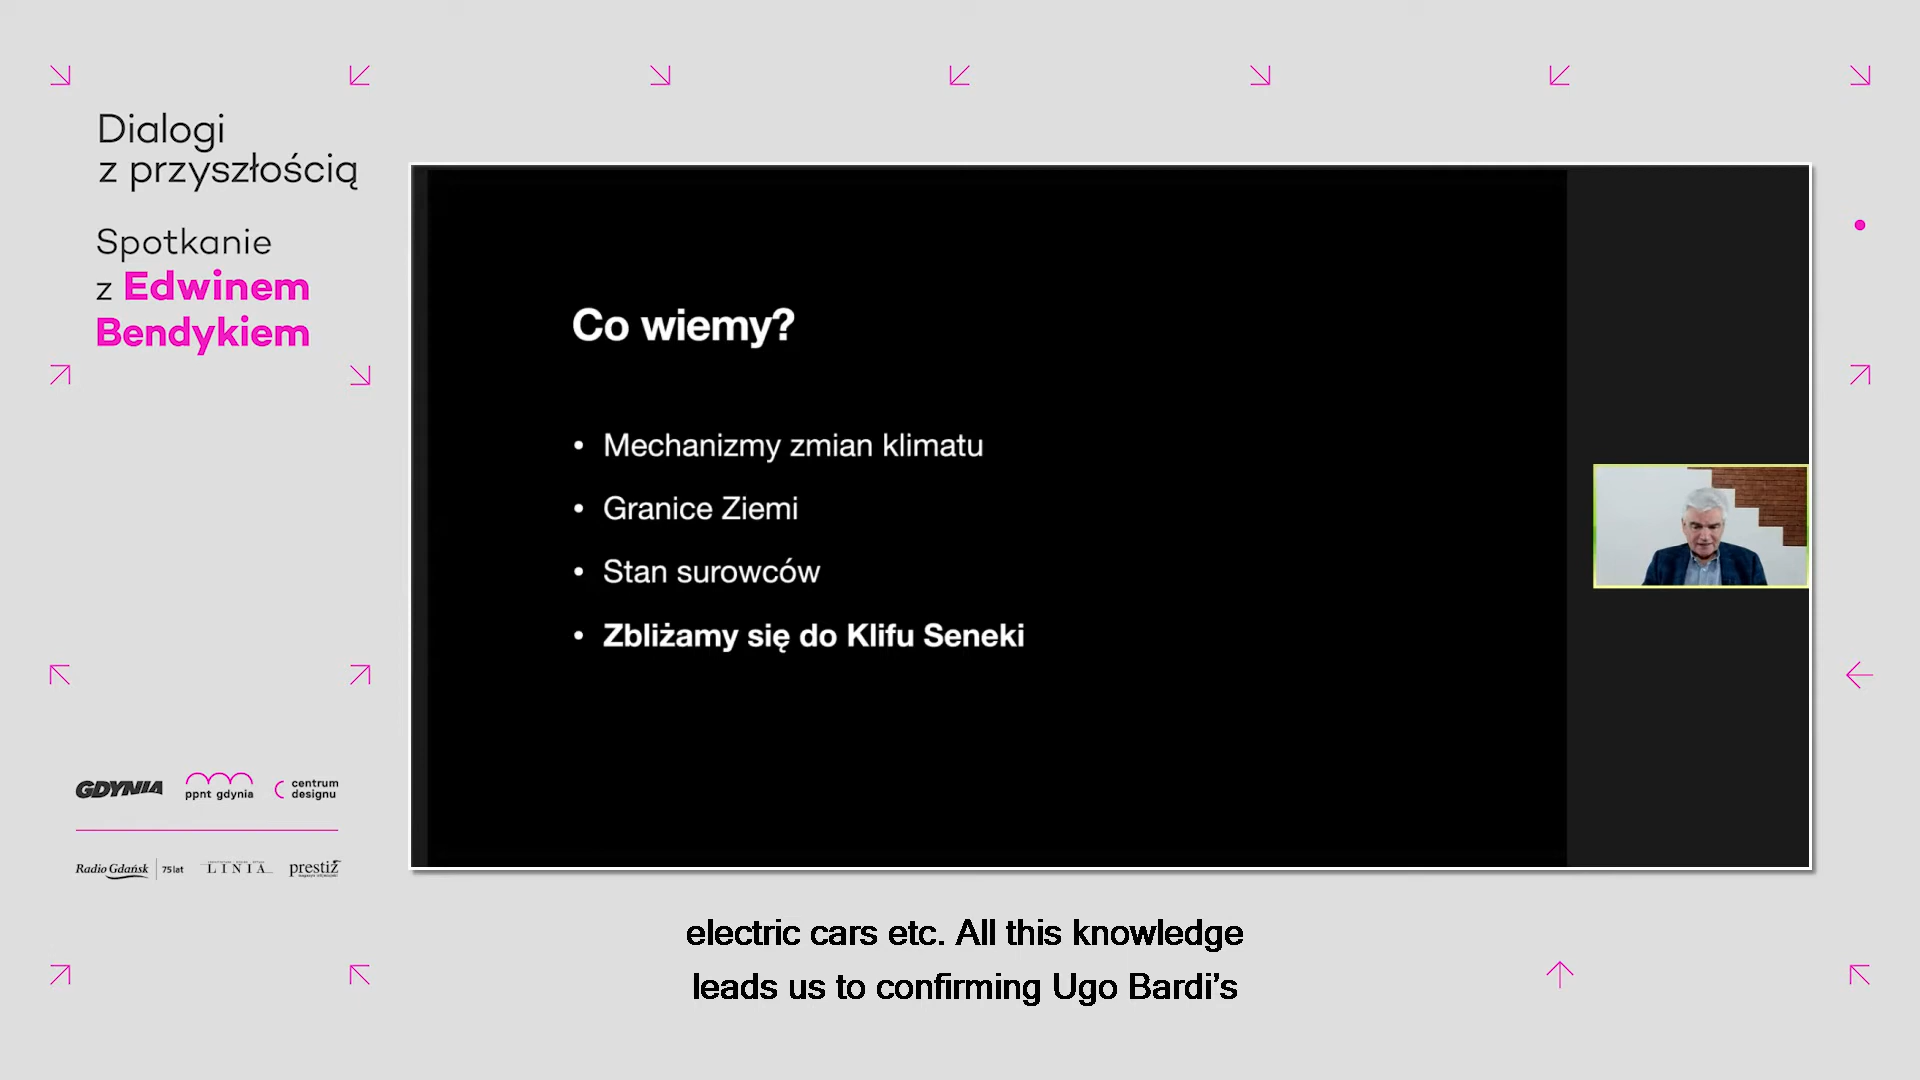 Dialogi
z przyszłością
Spotkanie
z Edwinem
Bendykiem
Co wiemy?
• Mechanizmy zmian klimatu
• Granice Ziemi
• Stan surowców
• Zbliżamy się do Klifu Seneki
GDYNIA
ppnt gdynia
centrum
designu
Radio Gdańsk 75 lat
LINIA
prestiż
electric cars etc. All this knowledge
leads us to confirming Ugo Bardi’s